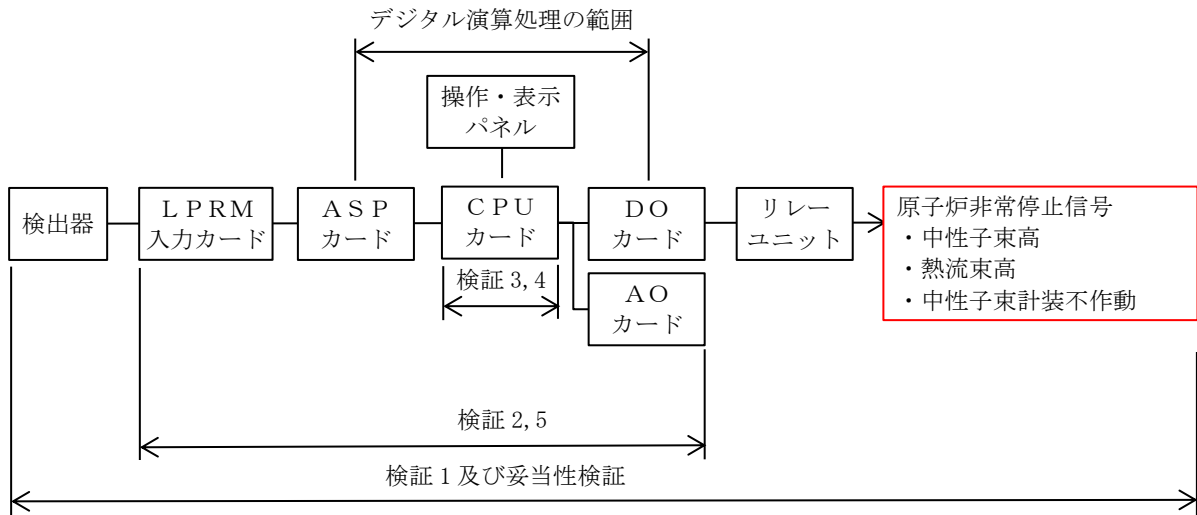 デジタル演算処理の範囲
操作・表示
パネル
検出器
ＬＰＲＭ
入力カード
ＡＳＰ
カード
ＣＰＵ
カード
ＤＯ
カード
リレー
ユニット
原子炉非常停止信号
・中性子束高
・熱流束高
・中性子束計装不作動
検証 3, 4
ＡＯ
カード
検証 2, 5
検証 1 及び妥当性検証